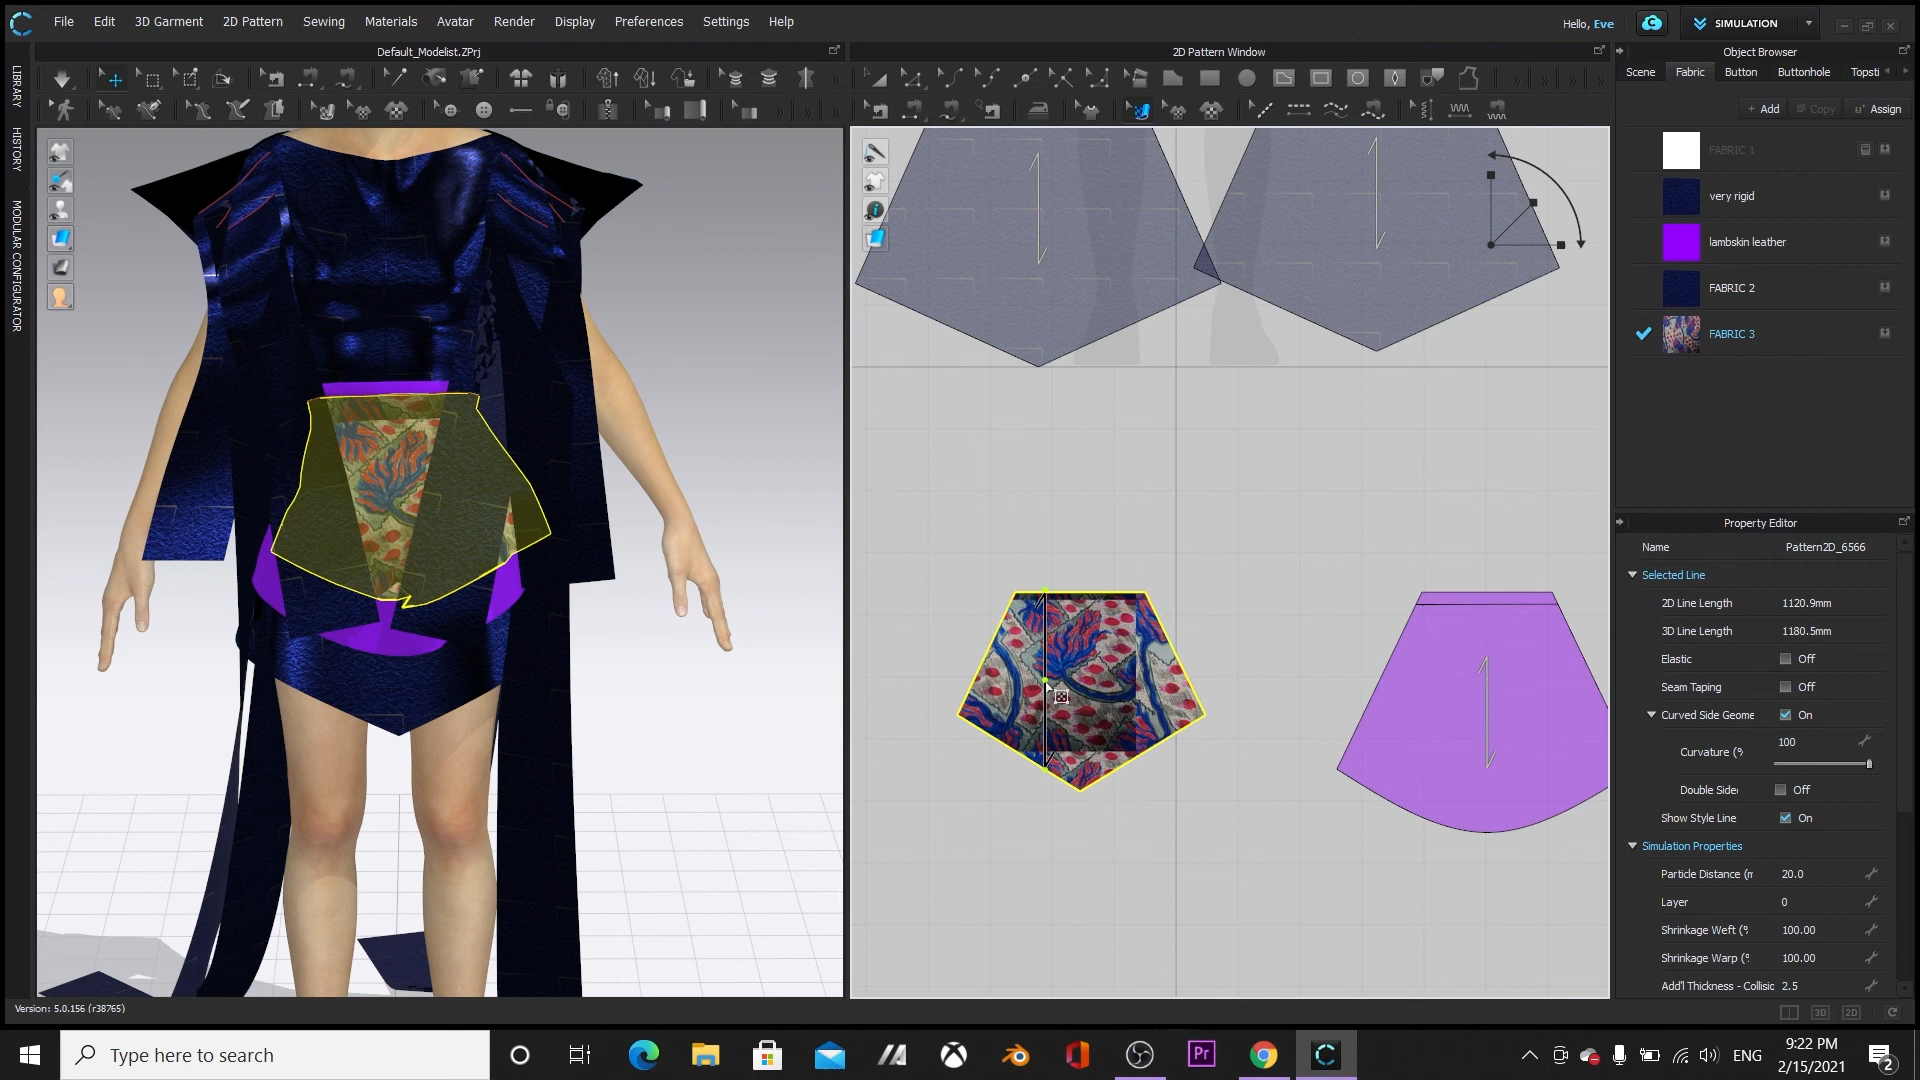 File Edit 3D Garment 2D Pattern Sewing Materials Avatar Render Display Preferences Settings Help
Hello, Eve
SIMULATION
Default_Modelist.ZPrj
2D Pattern Window
Object Browser
Scene Fabric Button Buttonhole Topsti
+ Add Copy Assign
FABRIC 1
very rigid
lambskin leather
FABRIC 2
FABRIC 3
LIBRARY
HISTORY
MODULAR CONFIGURATOR
Property Editor
Name Pattern2D_6566
Selected Line
2D Line Length 1120.9mm
3D Line Length 1180.5mm
Elastic Off
Seam Taping Off
Curved Side Geome On
Curvature (% 100
Double Side Off
Show Style Line On
Simulation Properties
Particle Distance (m 20.0
Layer 0
Shrinkage Weft (% 100.00
Shrinkage Warp (% 100.00
Add'l Thickness - Collisic 2.5
Version: 5.0.156 (r38765)
3D 2D
Type here to search
Pr
ENG
9:22 PM
2/15/2021
2